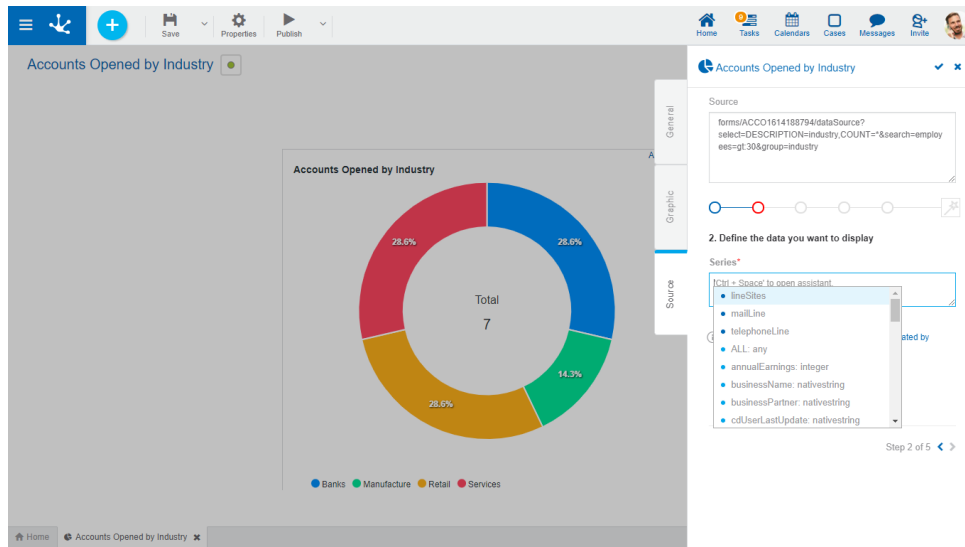 Save
Properties
Publish
Home
9
Tasks
Calendars
Cases
Messages
Invite
Accounts Opened by Industry
Accounts Opened by Industry
Source
forms/ACCO1614188794/dataSource?
select=DESCRIPTION=industry,COUNT=*&search=employ
ees=gt:30&group=industry
General
Graphic
Source
A
Accounts Opened by Industry
28.6%
28.6%
Total
7
14.3%
28.6%
Banks
Manufacture
Retail
Services
2. Define the data you want to display
Series*
'Ctrl + Space' to open assistant.
lineSites
mailLine
telephoneLine
ated by
ALL: any
annualEarnings: integer
businessName: nativestring
businessPartner: nativestring
cdUserLastUpdate: nativestring
Step 2 of 5
Home
Accounts Opened by Industry